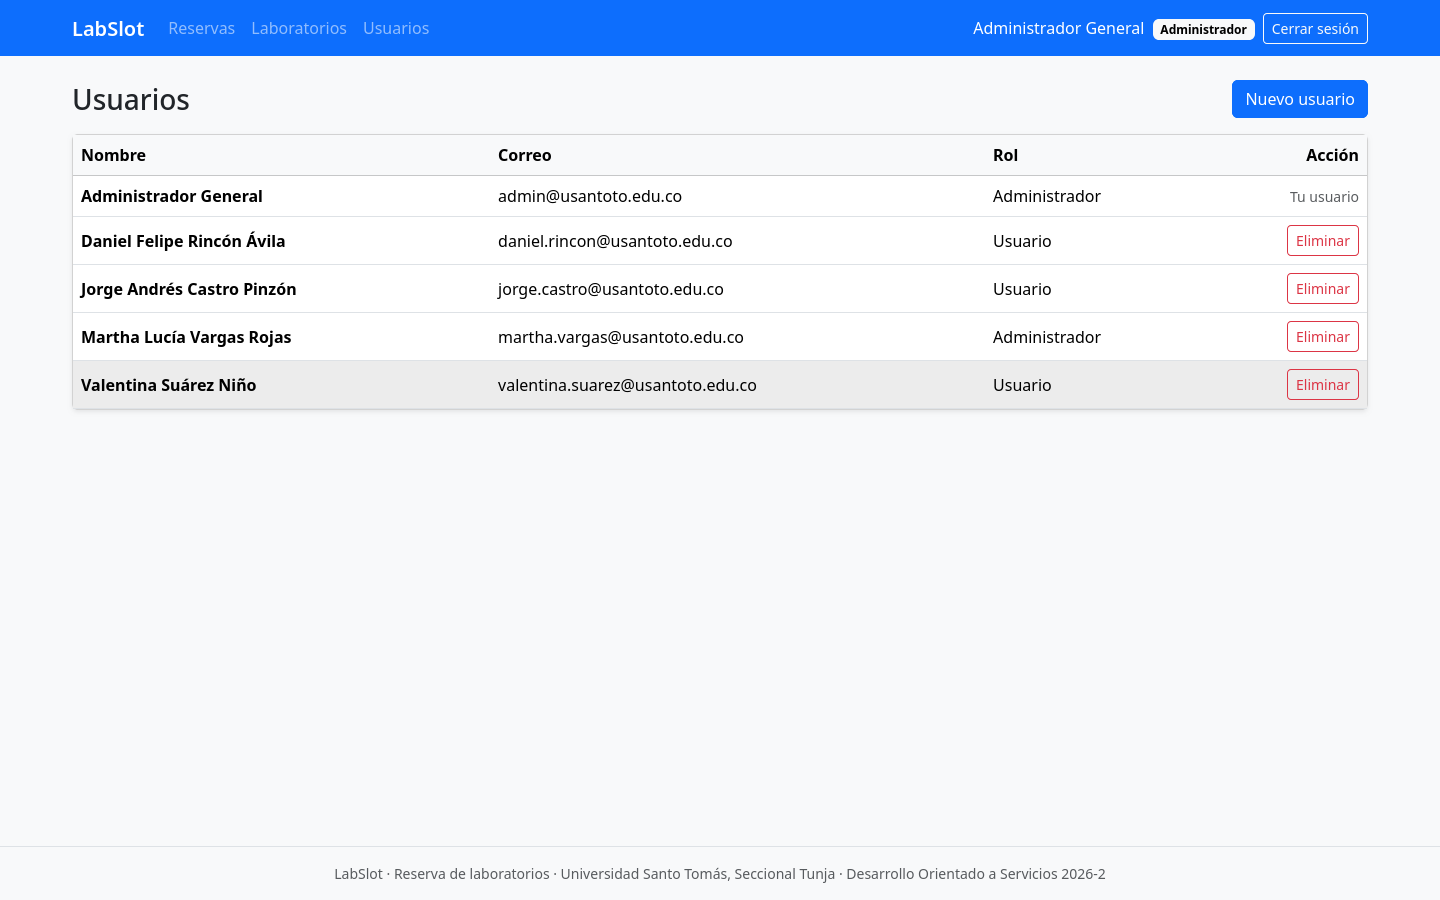 LabSlot Reservas Laboratorios Usuarios Administrador General Administrador Cerrar sesión
Usuarios Nuevo usuario
Nombre Correo Rol Acción
Administrador General admin@usantoto.edu.co Administrador Tu usuario
Daniel Felipe Rincón Ávila daniel.rincon@usantoto.edu.co Usuario Eliminar
Jorge Andrés Castro Pinzón jorge.castro@usantoto.edu.co Usuario Eliminar
Martha Lucía Vargas Rojas martha.vargas@usantoto.edu.co Administrador Eliminar
Valentina Suárez Niño valentina.suarez@usantoto.edu.co Usuario Eliminar
LabSlot · Reserva de laboratorios · Universidad Santo Tomás, Seccional Tunja · Desarrollo Orientado a Servicios 2026-2